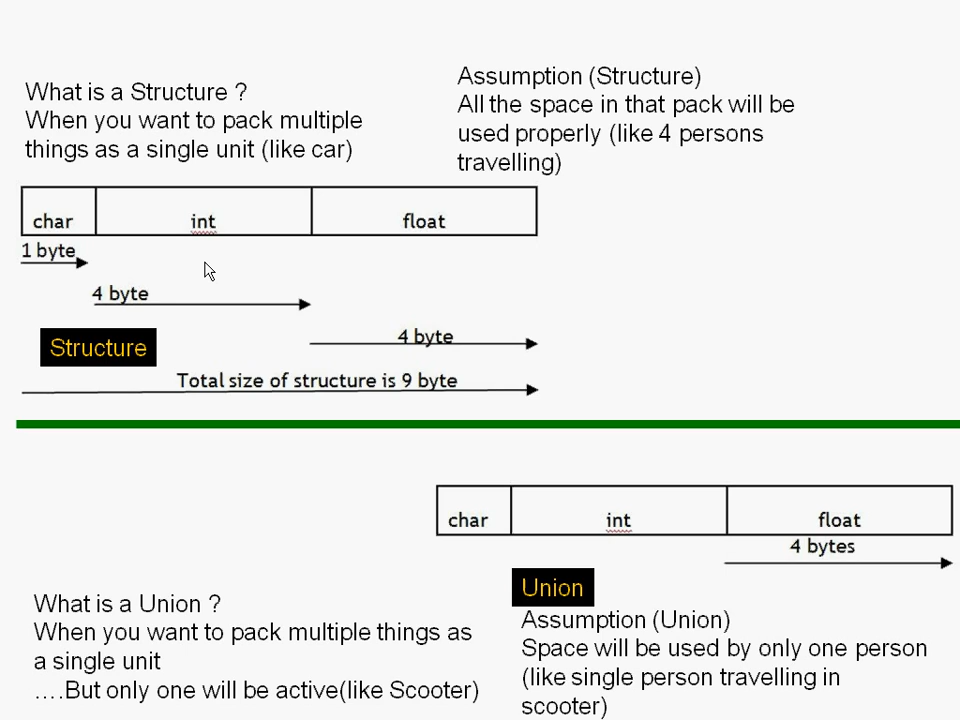 What is a Structure ?
When you want to pack multiple
things as a single unit (like car)
Assumption (Structure)
All the space in that pack will be
used properly (like 4 persons
travelling)
char int float
1 byte
4 byte
4 byte
Structure
Total size of structure is 9 byte
char int float
4 bytes
Union
What is a Union ?
When you want to pack multiple things as
a single unit
….But only one will be active(like Scooter)
Assumption (Union)
Space will be used by only one person
(like single person travelling in
scooter)